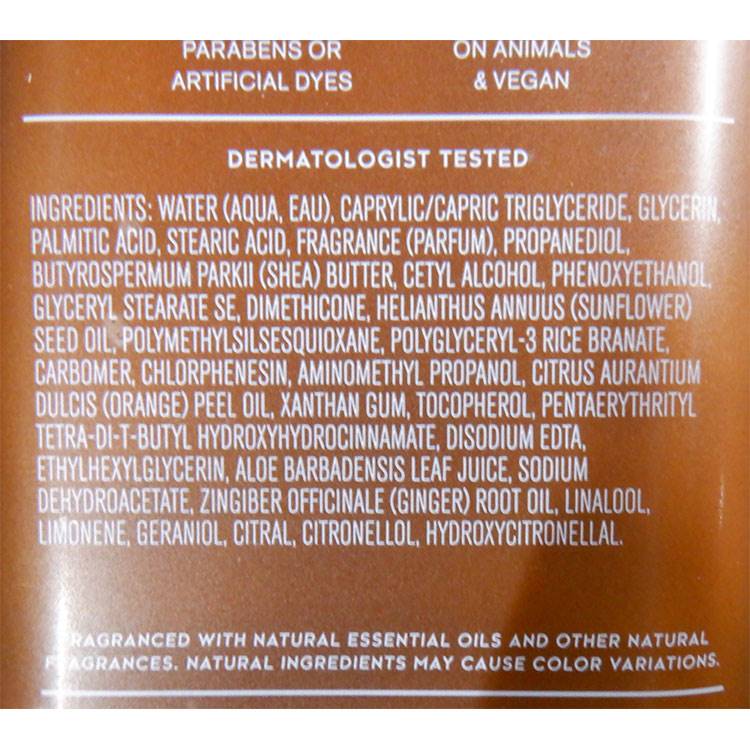 PARABENS OR
ARTIFICIAL DYES
ON ANIMALS
& VEGAN
DERMATOLOGIST TESTED
INGREDIENTS: WATER (AQUA, EAU), CAPRYLIC/CAPRIC TRIGLYCERIDE, GLYCERIN,
PALMITIC ACID, STEARIC ACID, FRAGRANCE (PARFUM), PROPANEDIOL,
BUTYROSPERMUM PARKII (SHEA) BUTTER, CETYL ALCOHOL, PHENOXYETHANOL,
GLYCERYL STEARATE SE, DIMETHICONE, HELIANTHUS ANNUUS (SUNFLOWER)
SEED OIL, POLYMETHYLSILSESQUIOXANE, POLYGLYCERYL-3 RICE BRANATE,
CARBOMER, CHLORPHENESIN, AMINOMETHYL PROPANOL, CITRUS AURANTIUM
DULCIS (ORANGE) PEEL OIL, XANTHAN GUM, TOCOPHEROL, PENTAERYTHRITYL
TETRA-DI-T-BUTYL HYDROXYHYDROCINNAMATE, DISODIUM EDTA,
ETHYLHEXYLGLYCERIN, ALOE BARBADENSIS LEAF JUICE, SODIUM
DEHYDROACETATE, ZINGIBER OFFICINALE (GINGER) ROOT OIL, LINALOOL,
LIMONENE, GERANIOL, CITRAL, CITRONELLOL, HYDROXYCITRONELLAL.
FRAGRANCED WITH NATURAL ESSENTIAL OILS AND OTHER NATURAL
FRAGRANCES. NATURAL INGREDIENTS MAY CAUSE COLOR VARIATIONS.